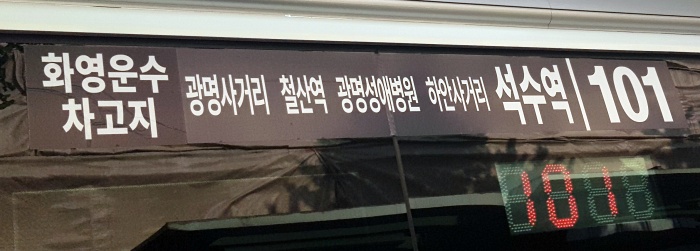 화영운수
차고지
광명사거리 철산역 광명성애병원 하안사거리 석수역 | 101
101